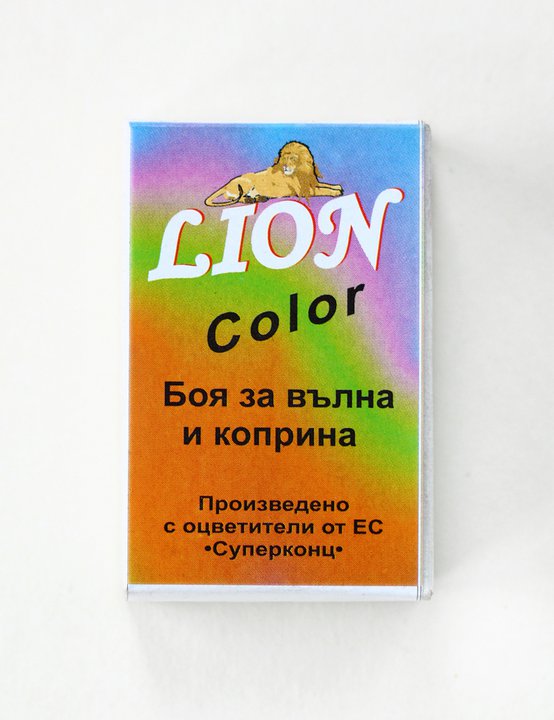 LION
Color
Боя за вълна
и коприна
Произведено
с оцветители от ЕС
•Суперконц•